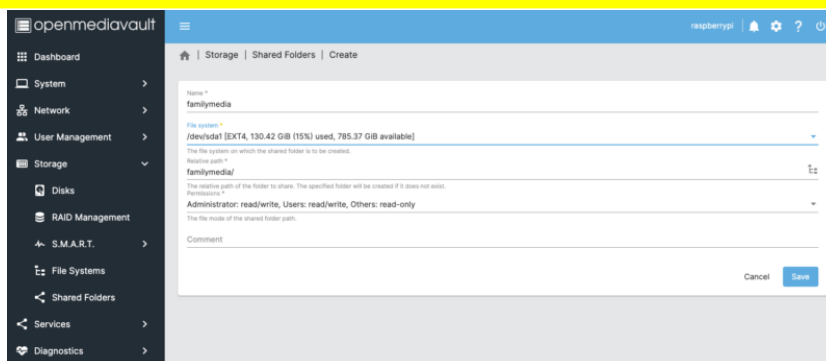 openmediavault
raspberrypi
?
Dashboard
System
Network
User Management
Storage
Disks
RAID Management
S.M.A.R.T.
File Systems
Shared Folders
Services
Diagnostics
| Storage | Shared Folders | Create
Name *
familymedia
File system *
/dev/sda1 [EXT4, 130.42 GiB (15%) used, 785.37 GiB available]
The file system on which the shared folder is to be created.
Relative path *
familymedia/
The relative path of the folder to share. The specified folder will be created if it does not exist.
Permissions *
Administrator: read/write, Users: read/write, Others: read-only
The file mode of the shared folder path.
Comment
Cancel Save